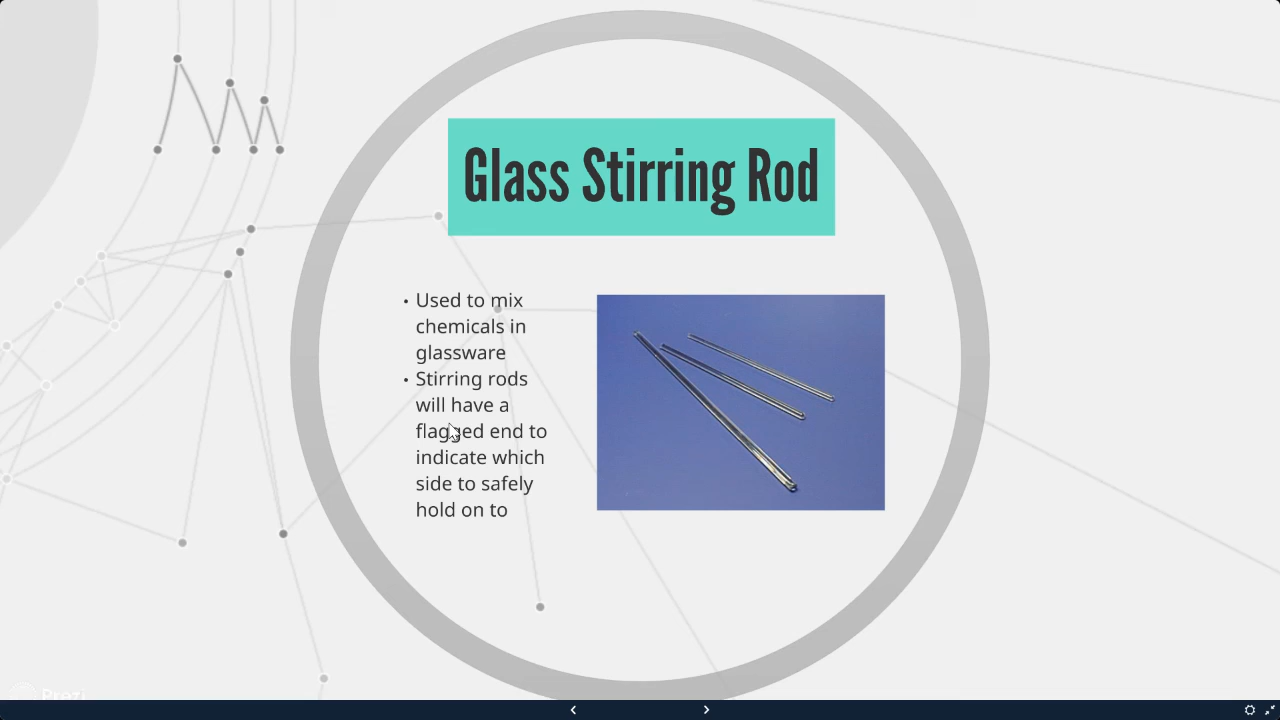 Glass Stirring Rod
• Used to mix
chemicals in
glassware
• Stirring rods
will have a
flagged end to
indicate which
side to safely
hold on to
Prezi